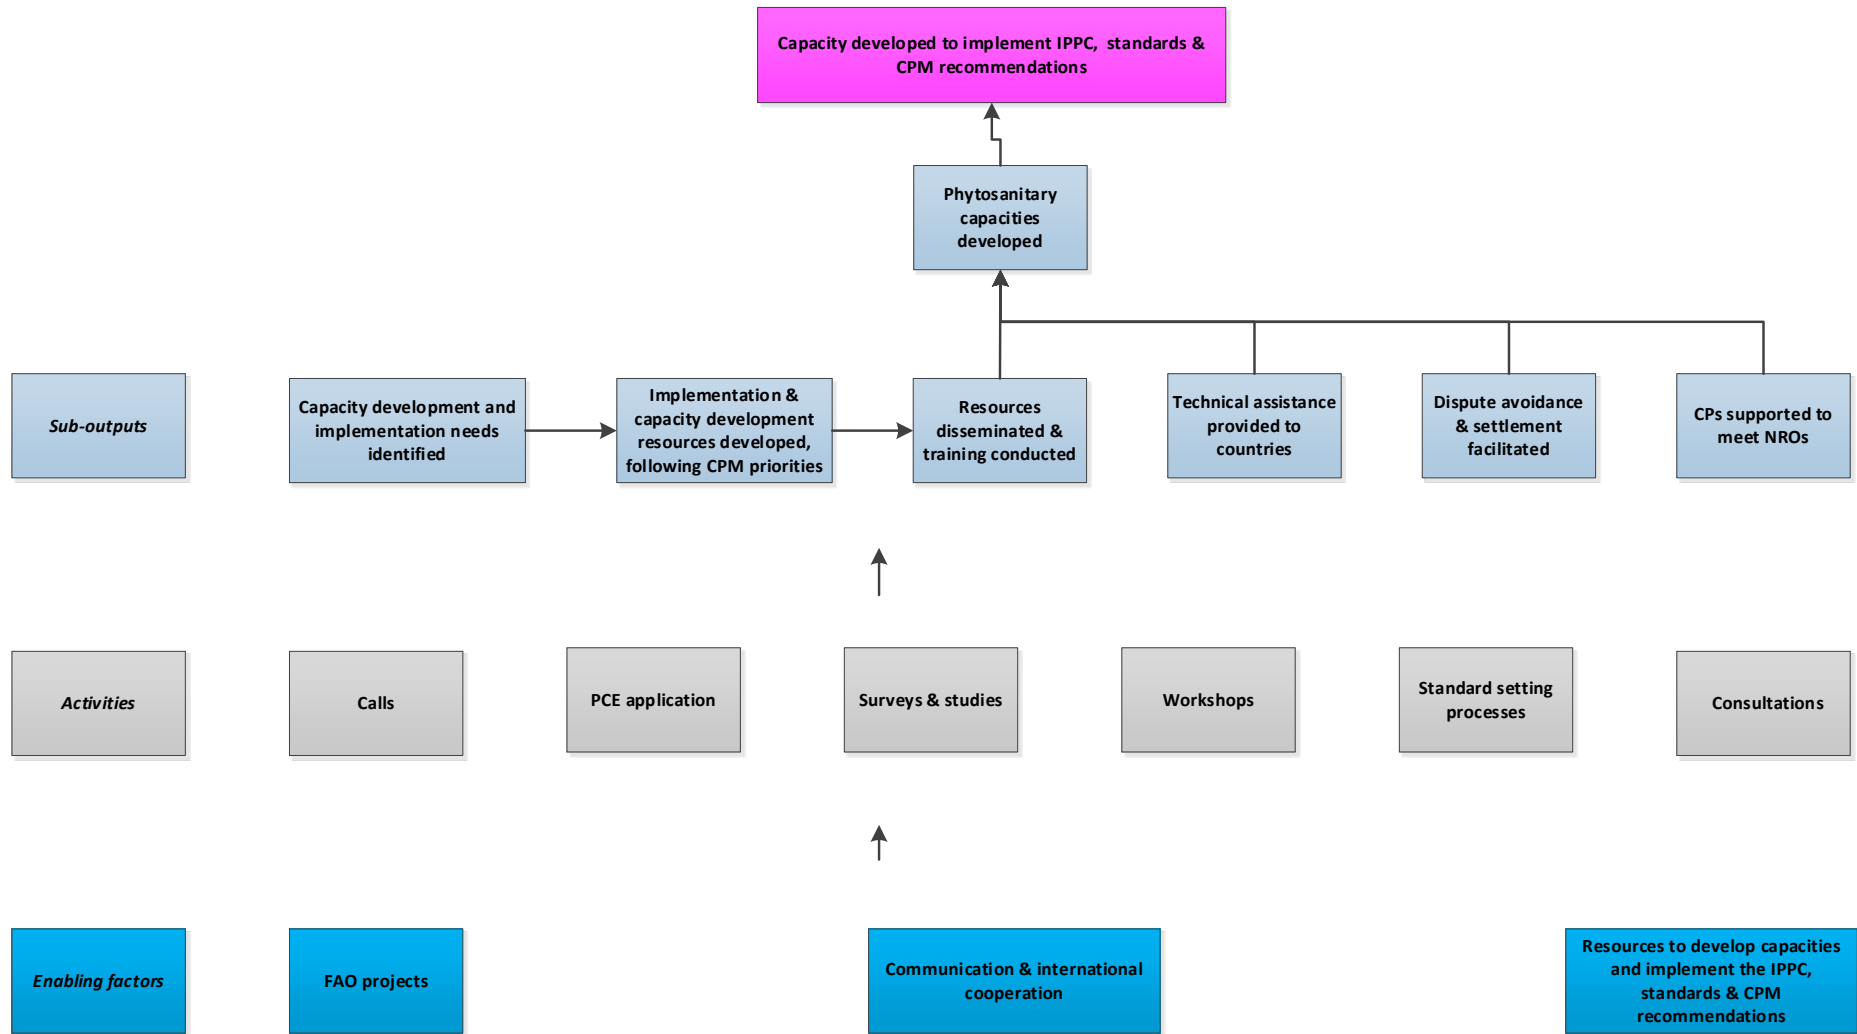 Capacity developed to implement IPPC, standards &
CPM recommendations
Phytosanitary
capacities
developed
Sub-outputs
Capacity development and
implementation needs
identified
Implementation &
capacity development
resources developed,
following CPM priorities
Resources
disseminated &
training conducted
Technical assistance
provided to
countries
Dispute avoidance
& settlement
facilitated
CPs supported to
meet NROs
Activities
Calls
PCE application
Surveys & studies
Workshops
Standard setting
processes
Consultations
Enabling factors
FAO projects
Communication & international
cooperation
Resources to develop capacities
and implement the IPPC,
standards & CPM
recommendations